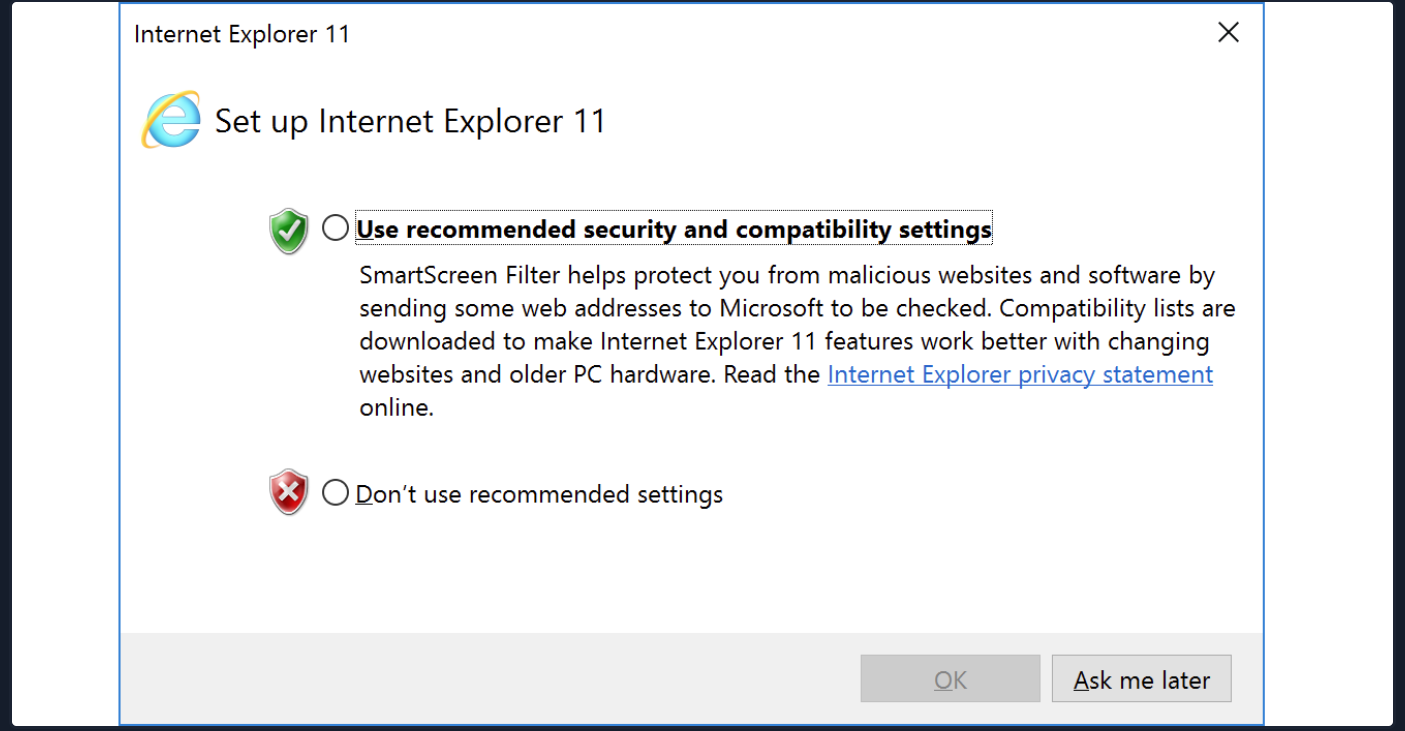 Internet Explorer 11
Set up Internet Explorer 11
Use recommended security and compatibility settings
SmartScreen Filter helps protect you from malicious websites and software by
sending some web addresses to Microsoft to be checked. Compatibility lists are
downloaded to make Internet Explorer 11 features work better with changing
websites and older PC hardware. Read the Internet Explorer privacy statement
online.
Don’t use recommended settings
OK
Ask me later